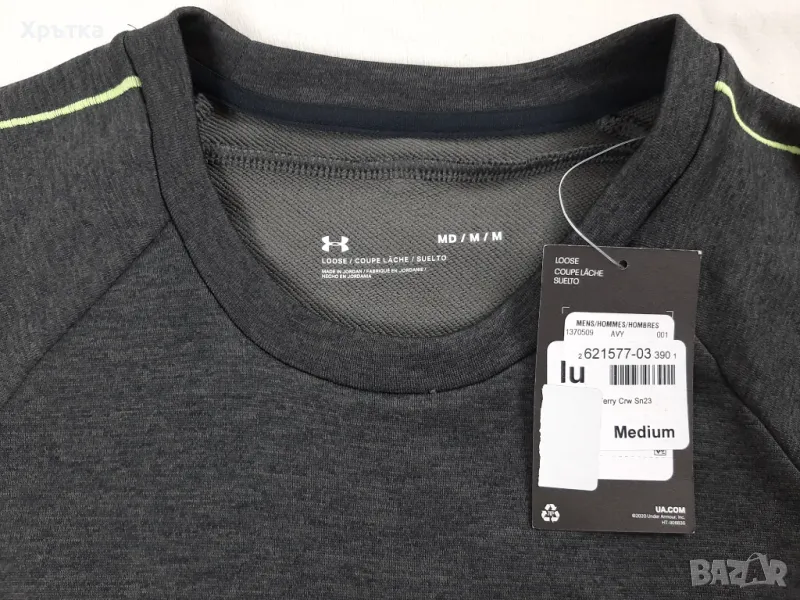 Хрътка
MD / M / M
LOOSE / COUPE LÂCHE / SUELTO
MADE IN JORDAN / FABRIQUÉ EN JORDANIE /
HECHO EN JORDANIA
LOOSE
COUPE LÂCHE
SUELTO
MENS/HOMMES/HOMBRES
1370509 AVY 001
2 621577-03 390 1
lu
erry Crw Sn23
Medium
UA.COM
©2020 Under Armour, Inc.
BAZAR